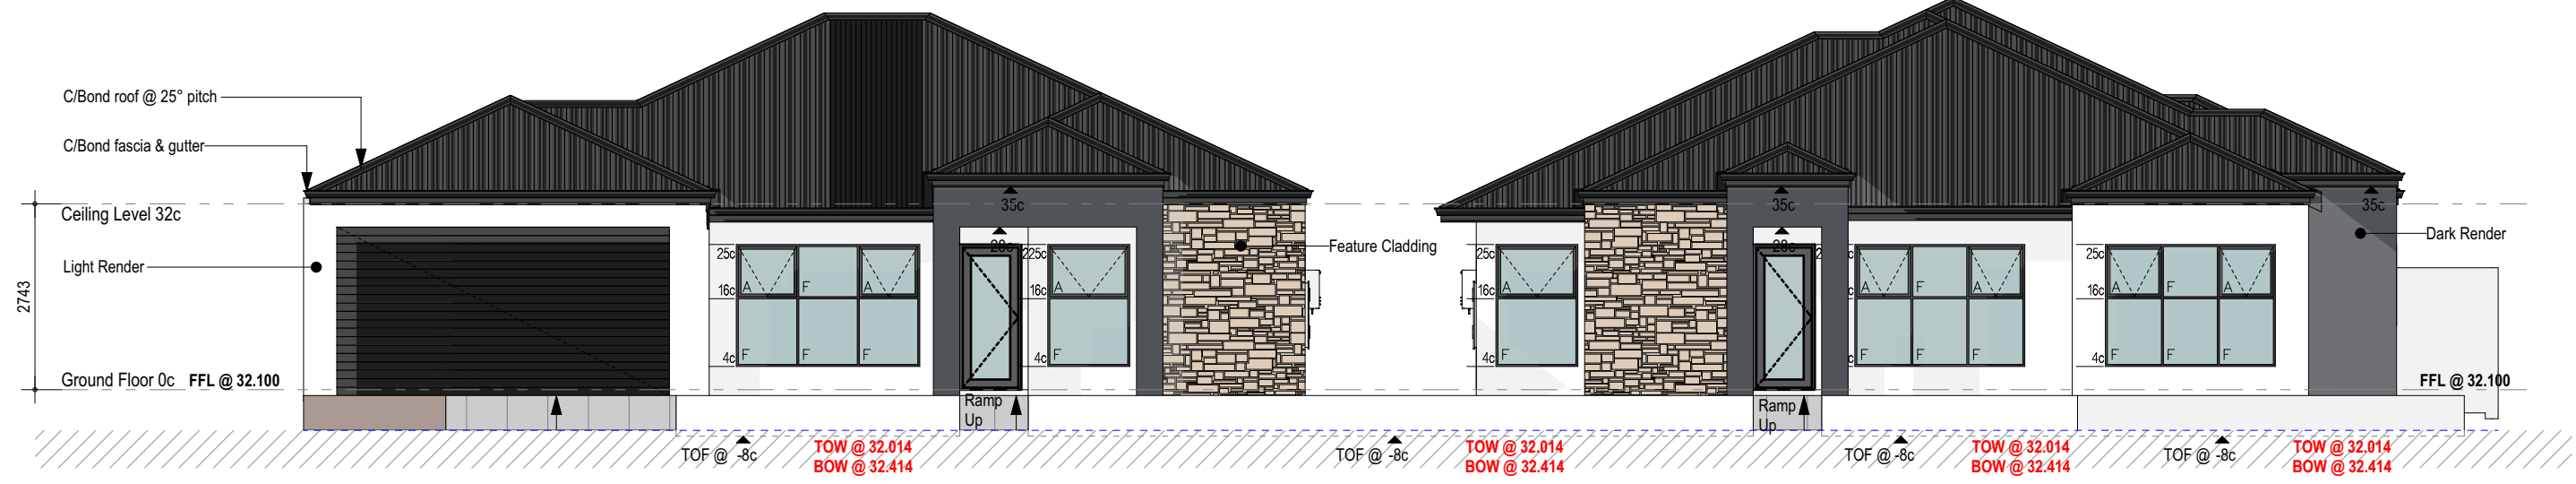 C/Bond roof @ 25° pitch
C/Bond fascia & gutter
Ceiling Level 32c
Light Render
2743
Ground Floor 0c FFL @ 32.100
25c
16c
4c
A F A
F F F
35c
28c
Ramp
Up
25c
16c
4c
A
F
Feature Cladding
25c
16c
4c
A
F
35c
28c
Ramp
Up
A F A
F F F
25c
16c
4c
A F A
F F F
35c
Dark Render
FFL @ 32.100
TOF @ -8c
TOW @ 32.014
BOW @ 32.414
TOF @ -8c
TOW @ 32.014
BOW @ 32.414
TOF @ -8c
TOW @ 32.014
BOW @ 32.414
TOF @ -8c
TOW @ 32.014
BOW @ 32.414